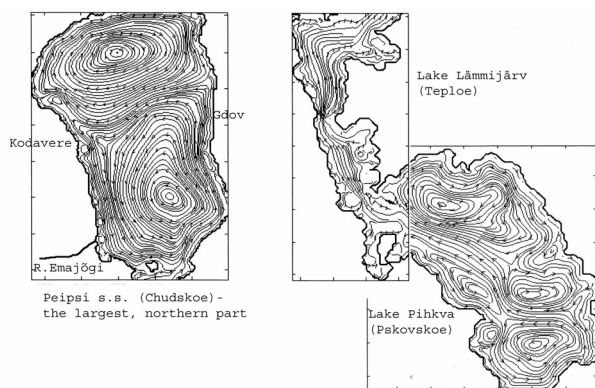 Gdov
Kodavere
R.Emajõgi
Peipsi s.s. (Chudskoe)-
the largest, northern part
Lake Lämmijärv
(Teploe)
Lake Pihkva
(Pskovskoe)